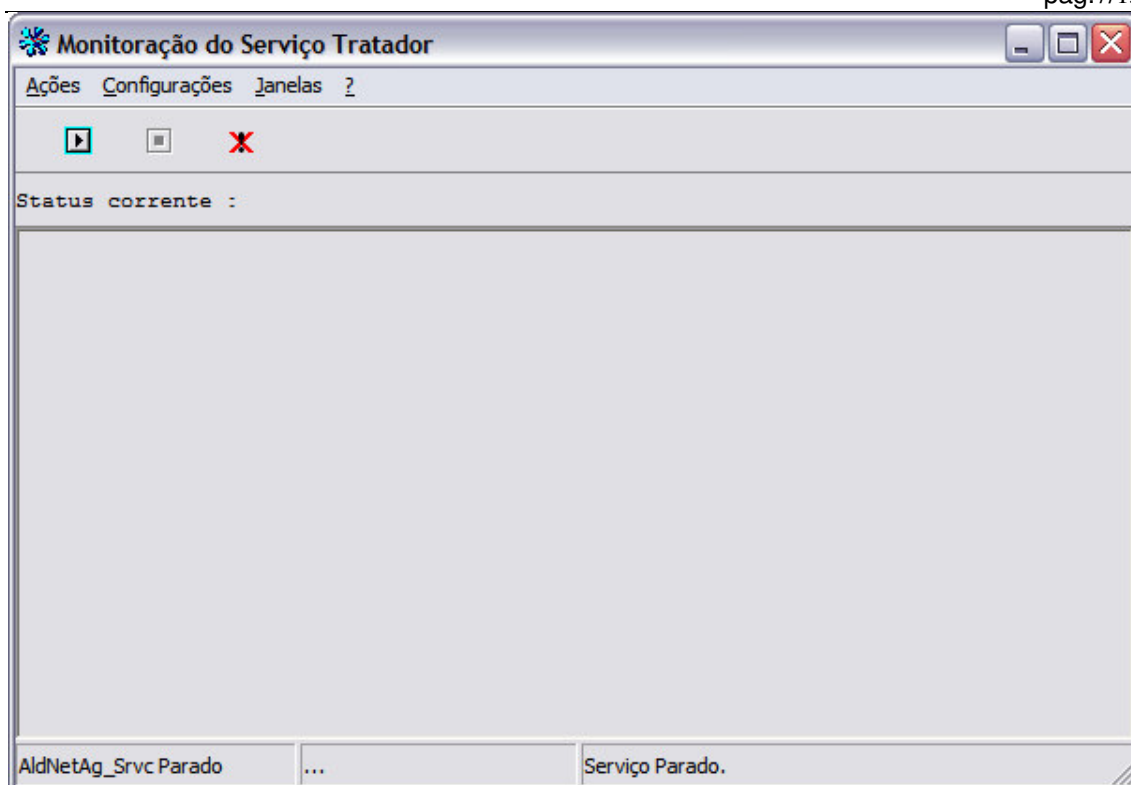 Monitoração do Serviço Tratador
Ações Configurações Janelas ?
Status corrente :
AldNetAg_Srvc Parado ... Serviço Parado.